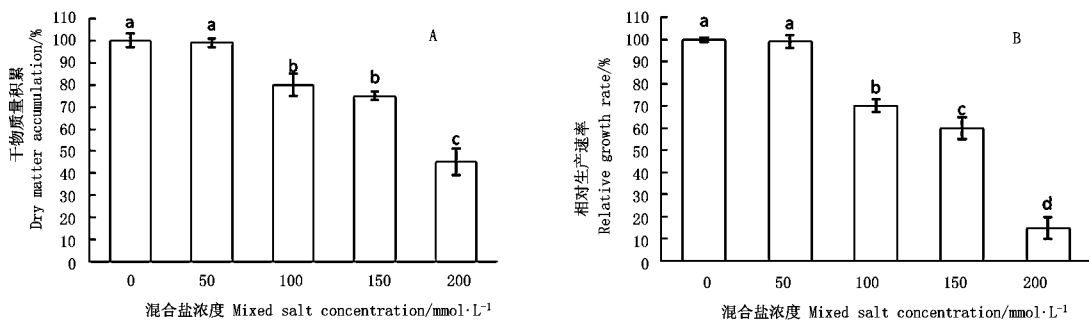 A
a a b b c
110
100
90
80
70
60
50
40
30
20
10
0
干物质量积累/%
Dry matter accumulation/%
0 50 100 150 200
混合盐浓度 Mixed salt concentration/mmol·L⁻¹
B
a a b c d
110
100
90
80
70
60
50
40
30
20
10
0
相对生产速率
Relative growth rate/%
0 50 100 150 200
混合盐浓度 Mixed salt concentration/mmol·L⁻¹